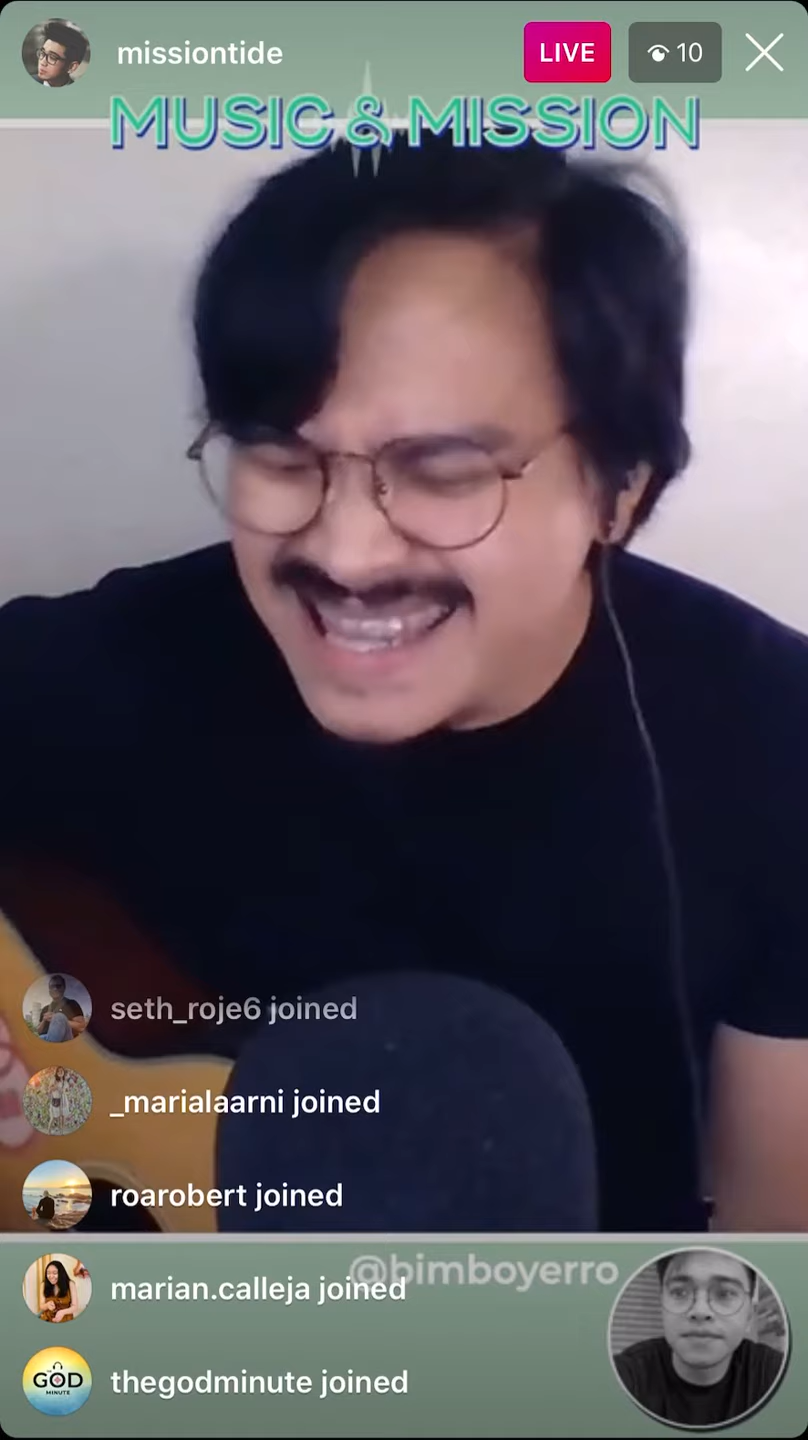 missiontide
LIVE
10
MUSIC & MISSION
seth_roje6 joined
_marialaarni joined
roarobert joined
@bimboyerro
marian.calleja joined
GOD
MINUTE
thegodminute joined